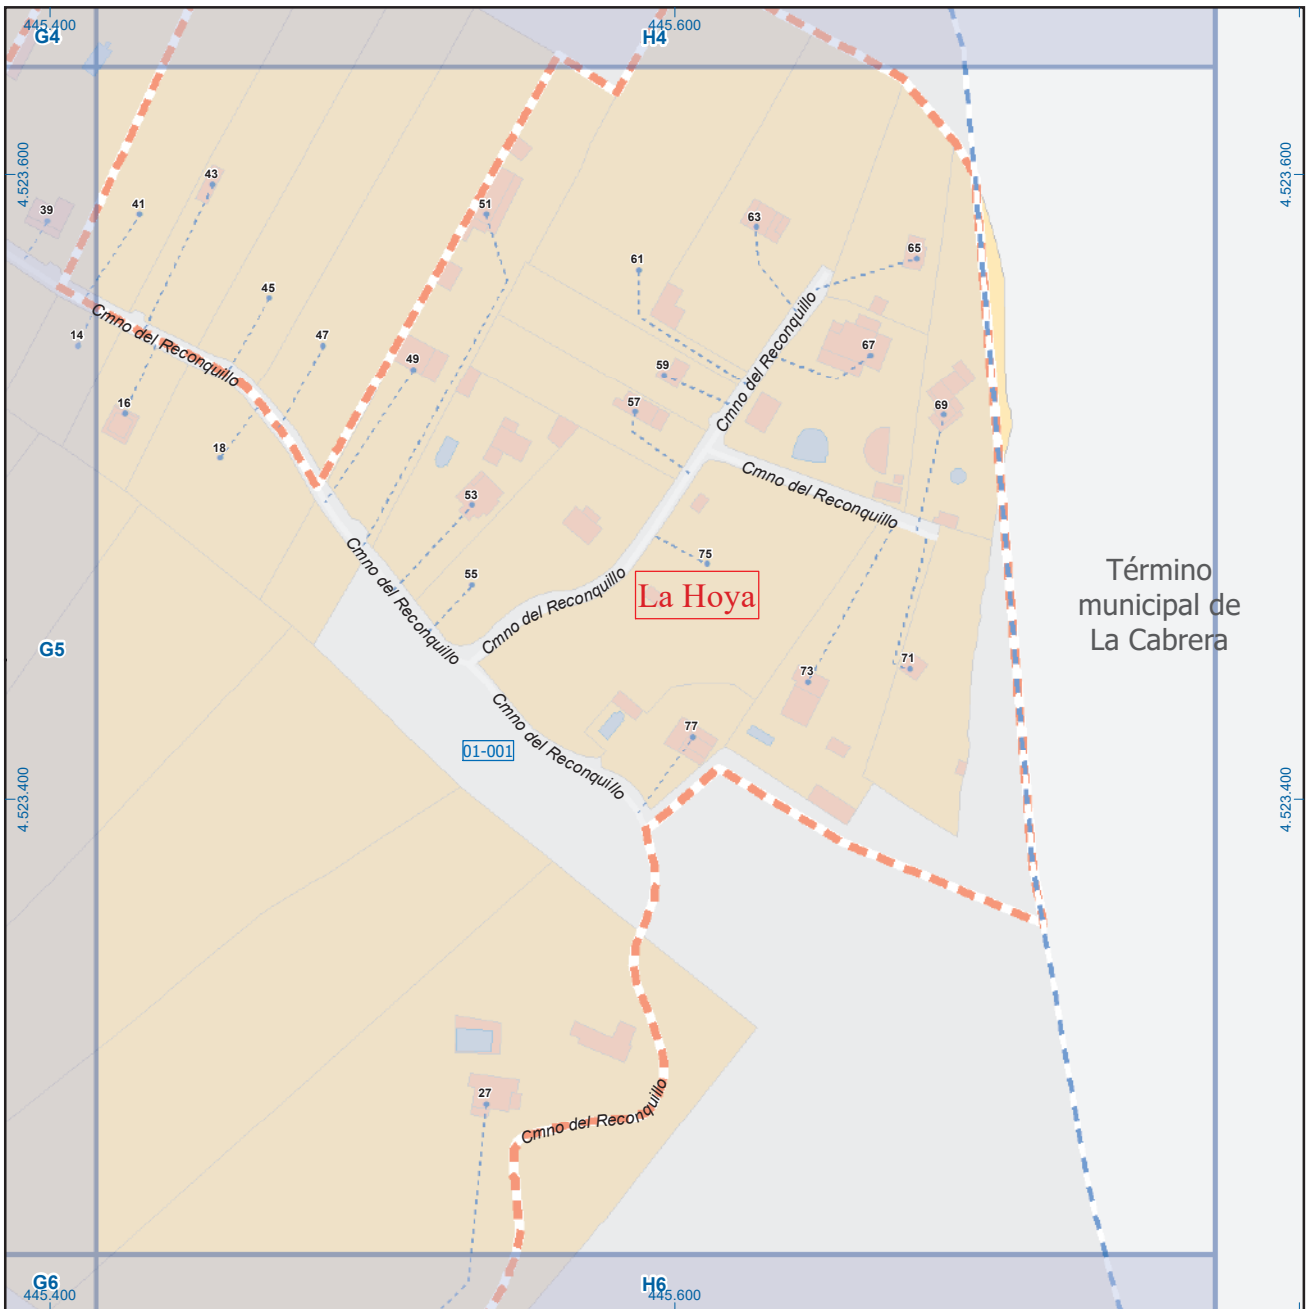 445.400
445.600
G4
H4
4.523.600
4.523.600
43
39
41
51
63
65
61
45
Cmno del Reconquillo
14
47
Cmno del Reconquillo
67
49
59
16
57
69
18
Cmno del Reconquillo
53
Cmno del Reconquillo
75
55
Cmno del Reconquillo
La Hoya
Término
municipal de
La Cabrera
G5
73
71
Cmno del Reconquillo
77
01-001
4.523.400
4.523.400
27
Cmno del Reconquillo
G6
H6
445.400
445.600